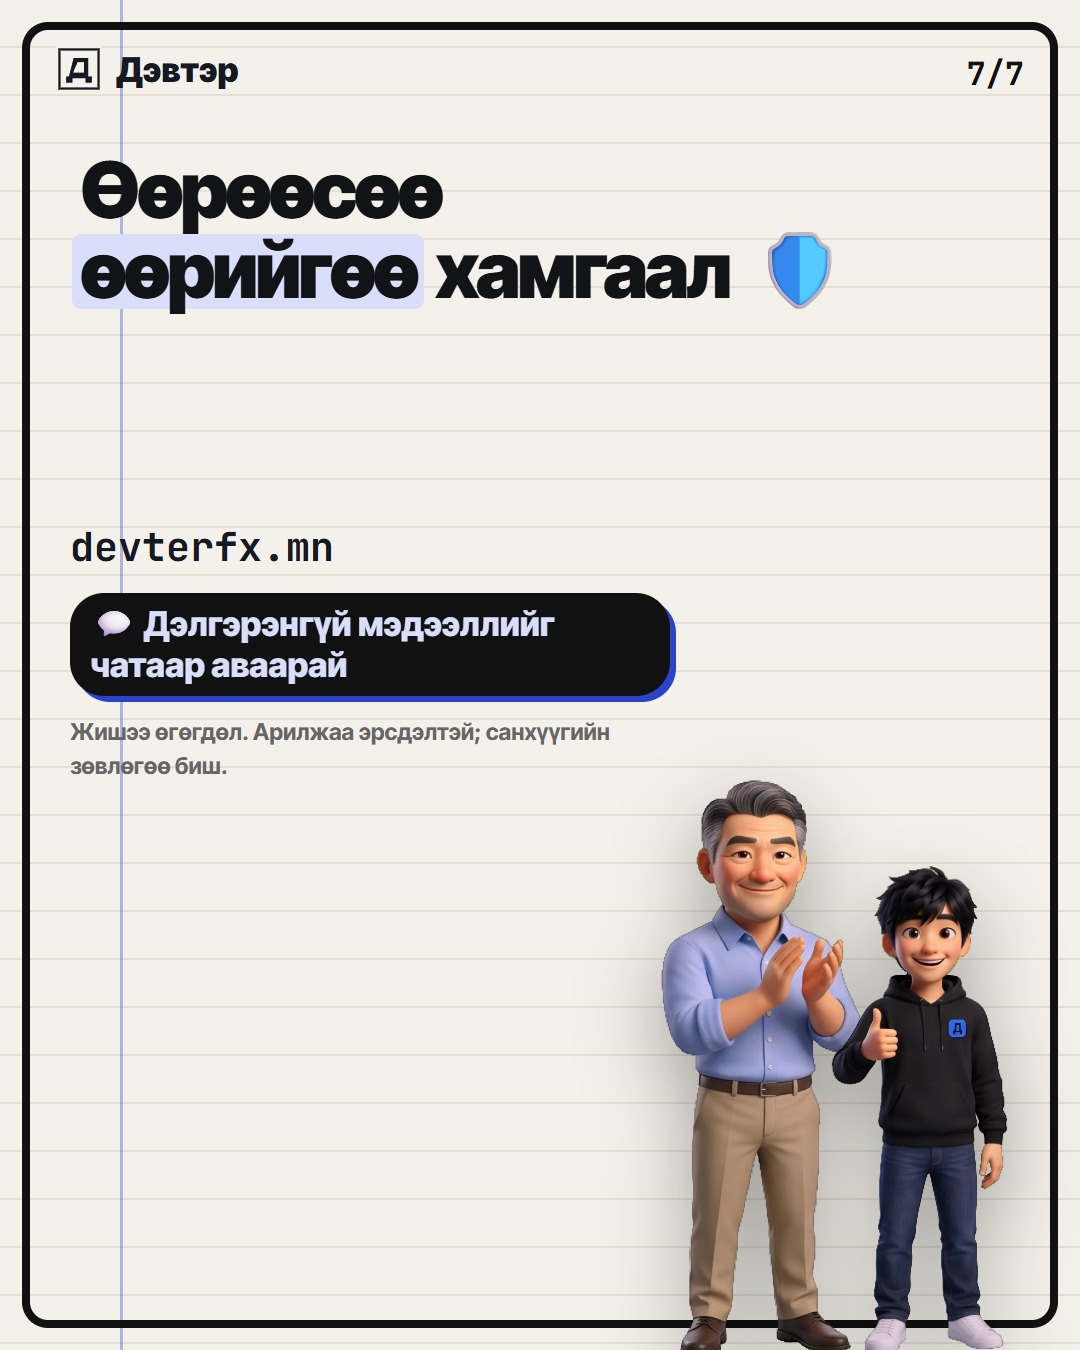 Д Дэвтэр
7/7
Өөрөөсөө
өөрийгөө хамгаал
devterfx.mn
Дэлгэрэнгүй мэдээллийг
чатаар аваарай
Жишээ өгөгдөл. Арилжаа эрсдэлтэй; санхүүгийн
зөвлөгөө биш.
Д